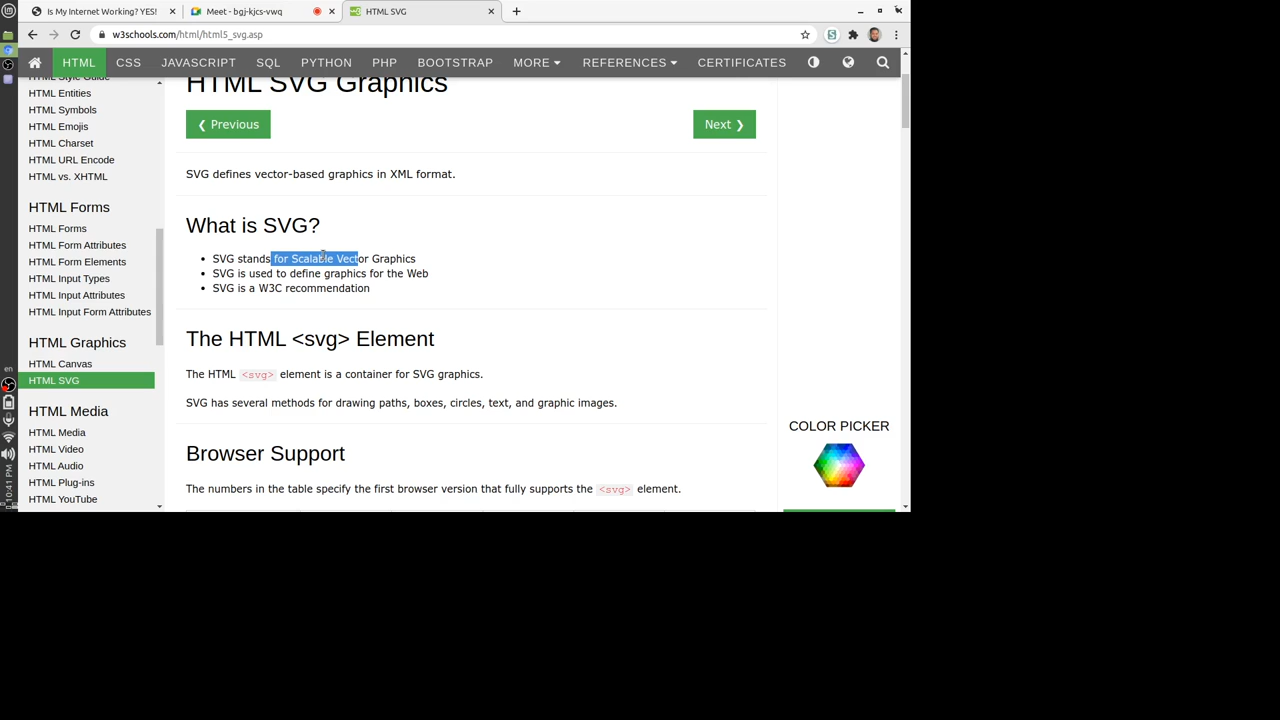 Is My Internet Working? YES!
Meet - bgj-kjcs-vwq
HTML SVG
w3schools.com/html/html5_svg.asp
HTML CSS JAVASCRIPT SQL PYTHON PHP BOOTSTRAP MORE REFERENCES CERTIFICATES
HTML Style Guide
HTML Entities
HTML Symbols
HTML Emojis
HTML Charset
HTML URL Encode
HTML vs. XHTML
HTML Forms
HTML Forms
HTML Form Attributes
HTML Form Elements
HTML Input Types
HTML Input Attributes
HTML Input Form Attributes
HTML Graphics
HTML Canvas
HTML SVG
HTML Media
HTML Media
HTML Video
HTML Audio
HTML Plug-ins
HTML YouTube
HTML SVG Graphics
❮ Previous
Next ❯
SVG defines vector-based graphics in XML format.
What is SVG?
• SVG stands for Scalable Vector Graphics
• SVG is used to define graphics for the Web
• SVG is a W3C recommendation
The HTML <svg> Element
The HTML <svg> element is a container for SVG graphics.
SVG has several methods for drawing paths, boxes, circles, text, and graphic images.
Browser Support
The numbers in the table specify the first browser version that fully supports the <svg> element.
COLOR PICKER
en
10:41 PM